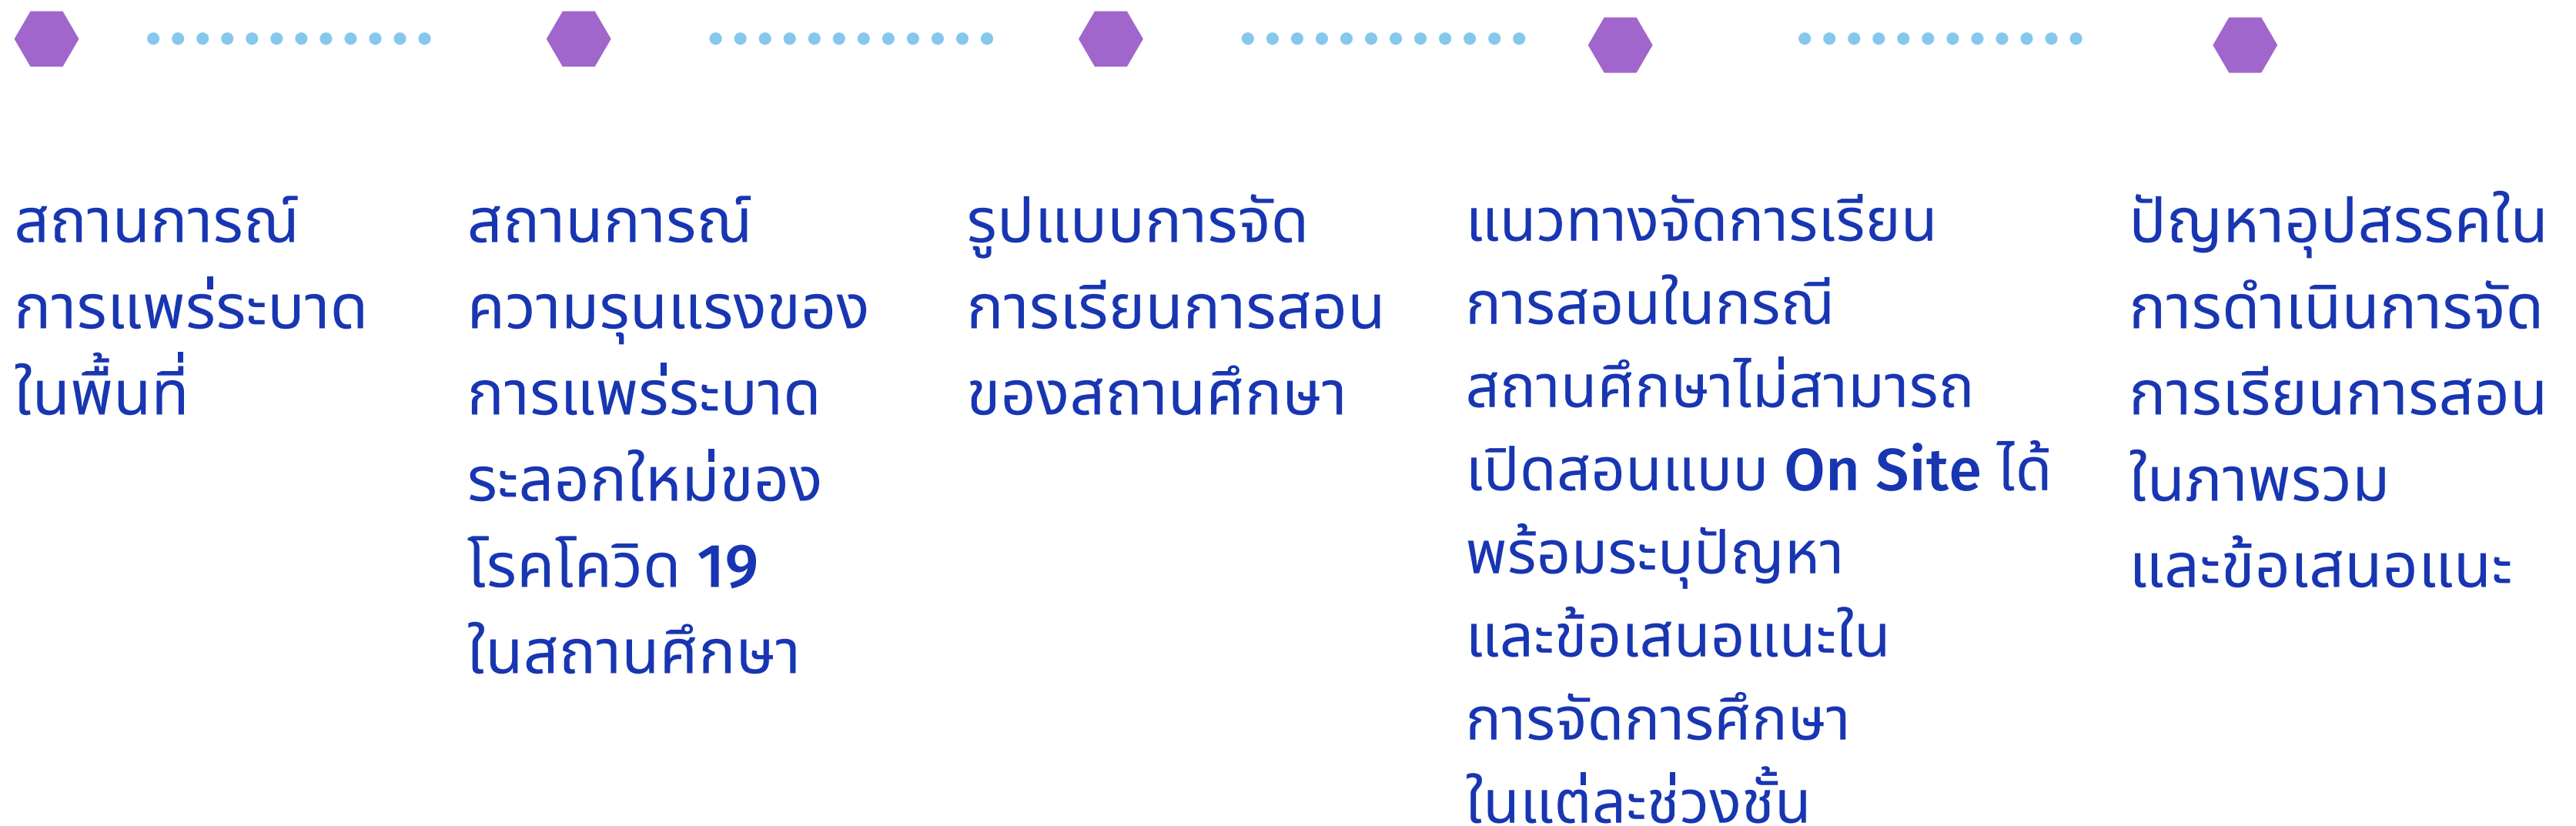 สถานการณ์
การแพร่ระบาด
ในพื้นที่
สถานการณ์
ความรุนแรงของ
การแพร่ระบาด
ระลอกใหม่ของ
โรคโควิด 19
ในสถานศึกษา
รูปแบบการจัด
การเรียนการสอน
ของสถานศึกษา
แนวทางจัดการเรียน
การสอนในกรณี
สถานศึกษาไม่สามารถ
เปิดสอนแบบ On Site ได้
พร้อมระบุปัญหา
และข้อเสนอแนะใน
การจัดการศึกษา
ในแต่ละช่วงชั้น
ปัญหาอุปสรรคใน
การดำเนินการจัด
การเรียนการสอน
ในภาพรวม
และข้อเสนอแนะ